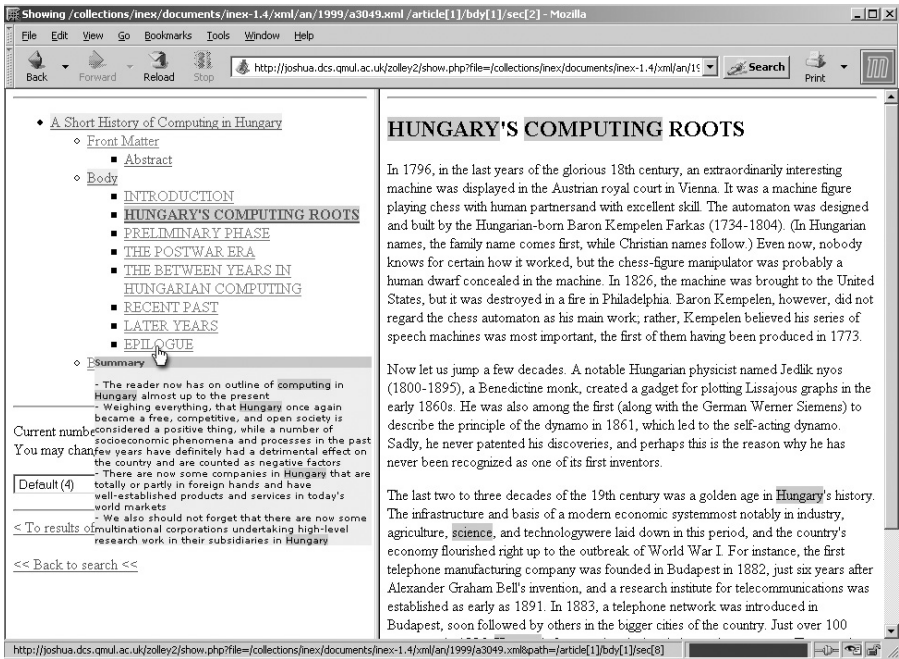 Showing /collections/inex/documents/inex-1.4/xml/an/1999/a3049.xml /article[1]/bdy[1]/sec[2] - Mozilla
File Edit View Go Bookmarks Tools Window Help
Back Forward Reload Stop http://joshua.dcs.qmul.ac.uk/zolley2/show.php?file=/collections/inex/documents/inex-1.4/xml/an/19 Search Print
A Short History of Computing in Hungary
Front Matter
Abstract
Body
INTRODUCTION
HUNGARY'S COMPUTING ROOTS
PRELIMINARY PHASE
THE POSTWAR ERA
THE BETWEEN YEARS IN
HUNGARIAN COMPUTING
RECENT PAST
LATER YEARS
EPILOGUE
B
Summary
- The reader now has on outline of computing in
Hungary almost up to the present
- Weighing everything, that Hungary once again
became a free, competitive, and open society is
considered a positive thing, while a number of
socioeconomic phenomena and processes in the past
few years have definitely had a detrimental effect on
the country and are counted as negative factors
- There are now some companies in Hungary that are
totally or partly in foreign hands and have
well-established products and services in today's
world markets
- We also should not forget that there are now some
multinational corporations undertaking high-level
research work in their subsidiaries in Hungary
Current numbe
You may chan
Default (4)
< To results of
<< Back to search <<
HUNGARY'S COMPUTING ROOTS
In 1796, in the last years of the glorious 18th century, an extraordinarily interesting
machine was displayed in the Austrian royal court in Vienna. It was a machine figure
playing chess with human partnersand with excellent skill. The automaton was designed
and built by the Hungarian-born Baron Kempelen Farkas (1734-1804). (In Hungarian
names, the family name comes first, while Christian names follow.) Even now, nobody
knows for certain how it worked, but the chess-figure manipulator was probably a
human dwarf concealed in the machine. In 1826, the machine was brought to the United
States, but it was destroyed in a fire in Philadelphia. Baron Kempelen, however, did not
regard the chess automaton as his main work; rather, Kempelen believed his series of
speech machines was most important, the first of them having been produced in 1773.
Now let us jump a few decades. A notable Hungarian physicist named Jedlik nyos
(1800-1895), a Benedictine monk, created a gadget for plotting Lissajous graphs in the
early 1860s. He was also among the first (along with the German Werner Siemens) to
describe the principle of the dynamo in 1861, which led to the self-acting dynamo.
Sadly, he never patented his discoveries, and perhaps this is the reason why he has
never been recognized as one of its first inventors.
The last two to three decades of the 19th century was a golden age in Hungary's history.
The infrastructure and basis of a modern economic systemmost notably in industry,
agriculture, science, and technologywere laid down in this period, and the country's
economy flourished right up to the outbreak of World War I. For instance, the first
telephone manufacturing company was founded in Budapest in 1882, just six years after
Alexander Graham Bell's invention, and a research institute for telecommunications was
established as early as 1891. In 1883, a telephone network was introduced in
Budapest, soon followed by others in the bigger cities of the country. Just over 100
http://joshua.dcs.qmul.ac.uk/zolley2/show.php?file=/collections/inex/documents/inex-1.4/xml/an/1999/a3049.xml&path=/article[1]/bdy[1]/sec[8]